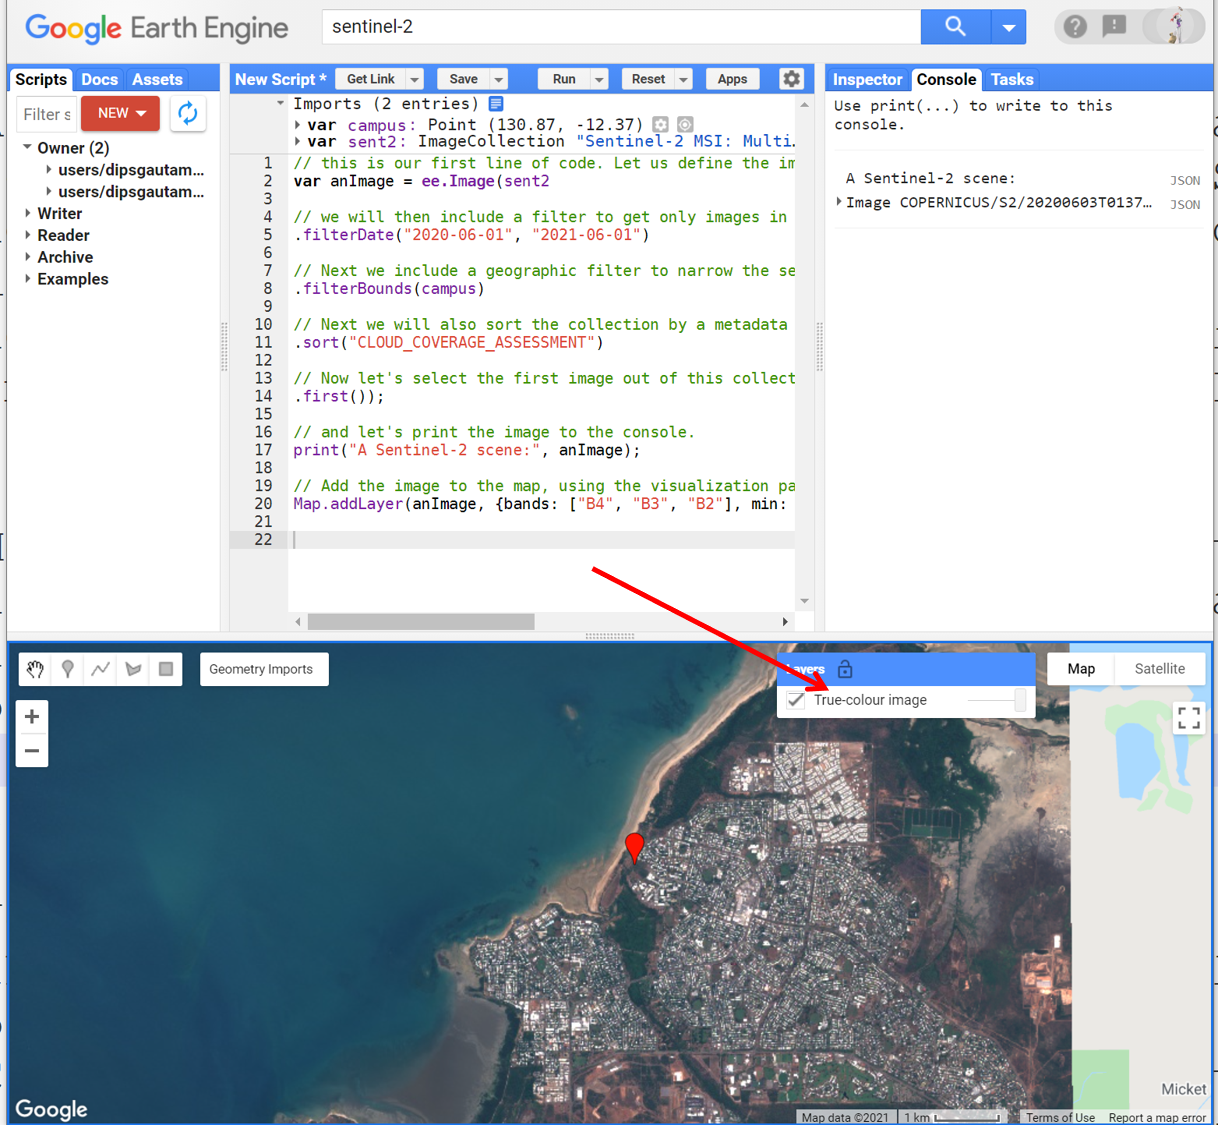 Google Earth Engine
sentinel-2
Scripts Docs Assets
Filter s
NEW
Owner (2)
users/dipsgautam...
users/dipsgautam...
Writer
Reader
Archive
Examples
New Script * Get Link Save Run Reset Apps
Imports (2 entries)
var campus: Point (130.87, -12.37)
var sent2: ImageCollection "Sentinel-2 MSI: Multi…
1 // this is our first line of code. Let us define the im
2 var anImage = ee.Image(sent2
3
4 // we will then include a filter to get only images in
5 .filterDate("2020-06-01", "2021-06-01")
6
7 // Next we include a geographic filter to narrow the se
8 .filterBounds(campus)
9
10 // Next we will also sort the collection by a metadata
11 .sort("CLOUD_COVERAGE_ASSESSMENT")
12
13 // Now let's select the first image out of this collect
14 .first());
15
16 // and let's print the image to the console.
17 print("A Sentinel-2 scene:", anImage);
18
19 // Add the image to the map, using the visualization pa
20 Map.addLayer(anImage, {bands: ["B4", "B3", "B2"], min:
21
22
Inspector Console Tasks
Use print(...) to write to this
console.
A Sentinel-2 scene: JSON
Image COPERNICUS/S2/20200603T0137… JSON
Geometry Imports
Layers
True-colour image
Map Satellite
+
−
Micket
Google
Map data ©2021 1 km Terms of Use Report a map error